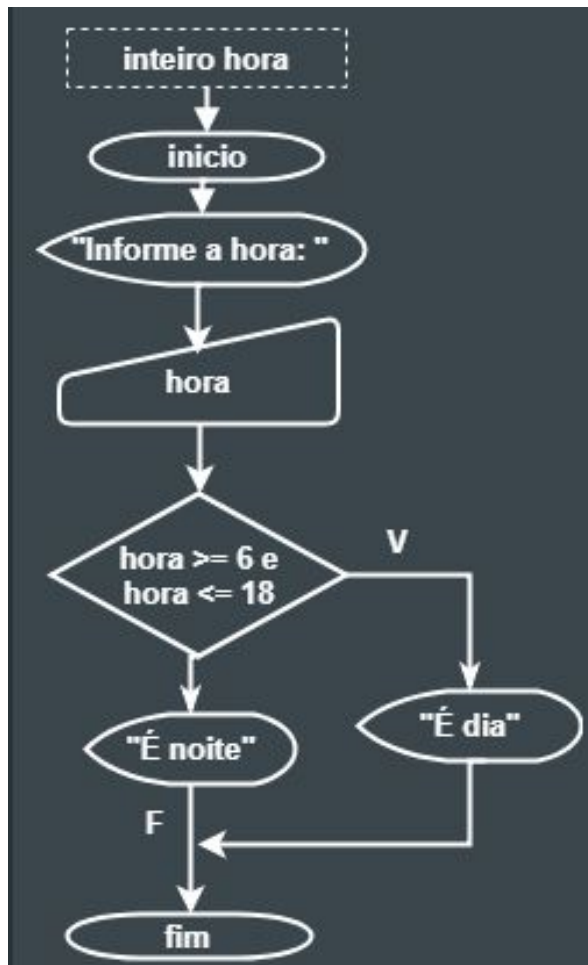 inteiro hora
inicio
"Informe a hora: "
hora
hora >= 6 e
hora <= 18
V
"É noite"
"É dia"
F
fim